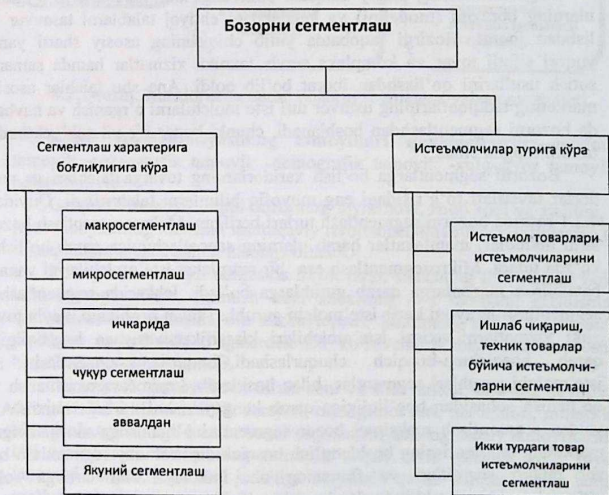 Бозорни сегментлаш
Сегментлаш характерига
боғлиқлигига кўра
макросегментлаш
микросегментлаш
ичкарида
чуқур сегментлаш
аввалдан
Якуний сегментлаш
Истеъмолчилар турига кўра
Истеъмол товарлари
истеъмолчиларини
сегментлаш
Ишлаб чиқариш,
техник товарлар
бўйича истеъмолчи-
ларни сегментлаш
Икки турдаги товар
истеъмолчиларини
сегментлаш